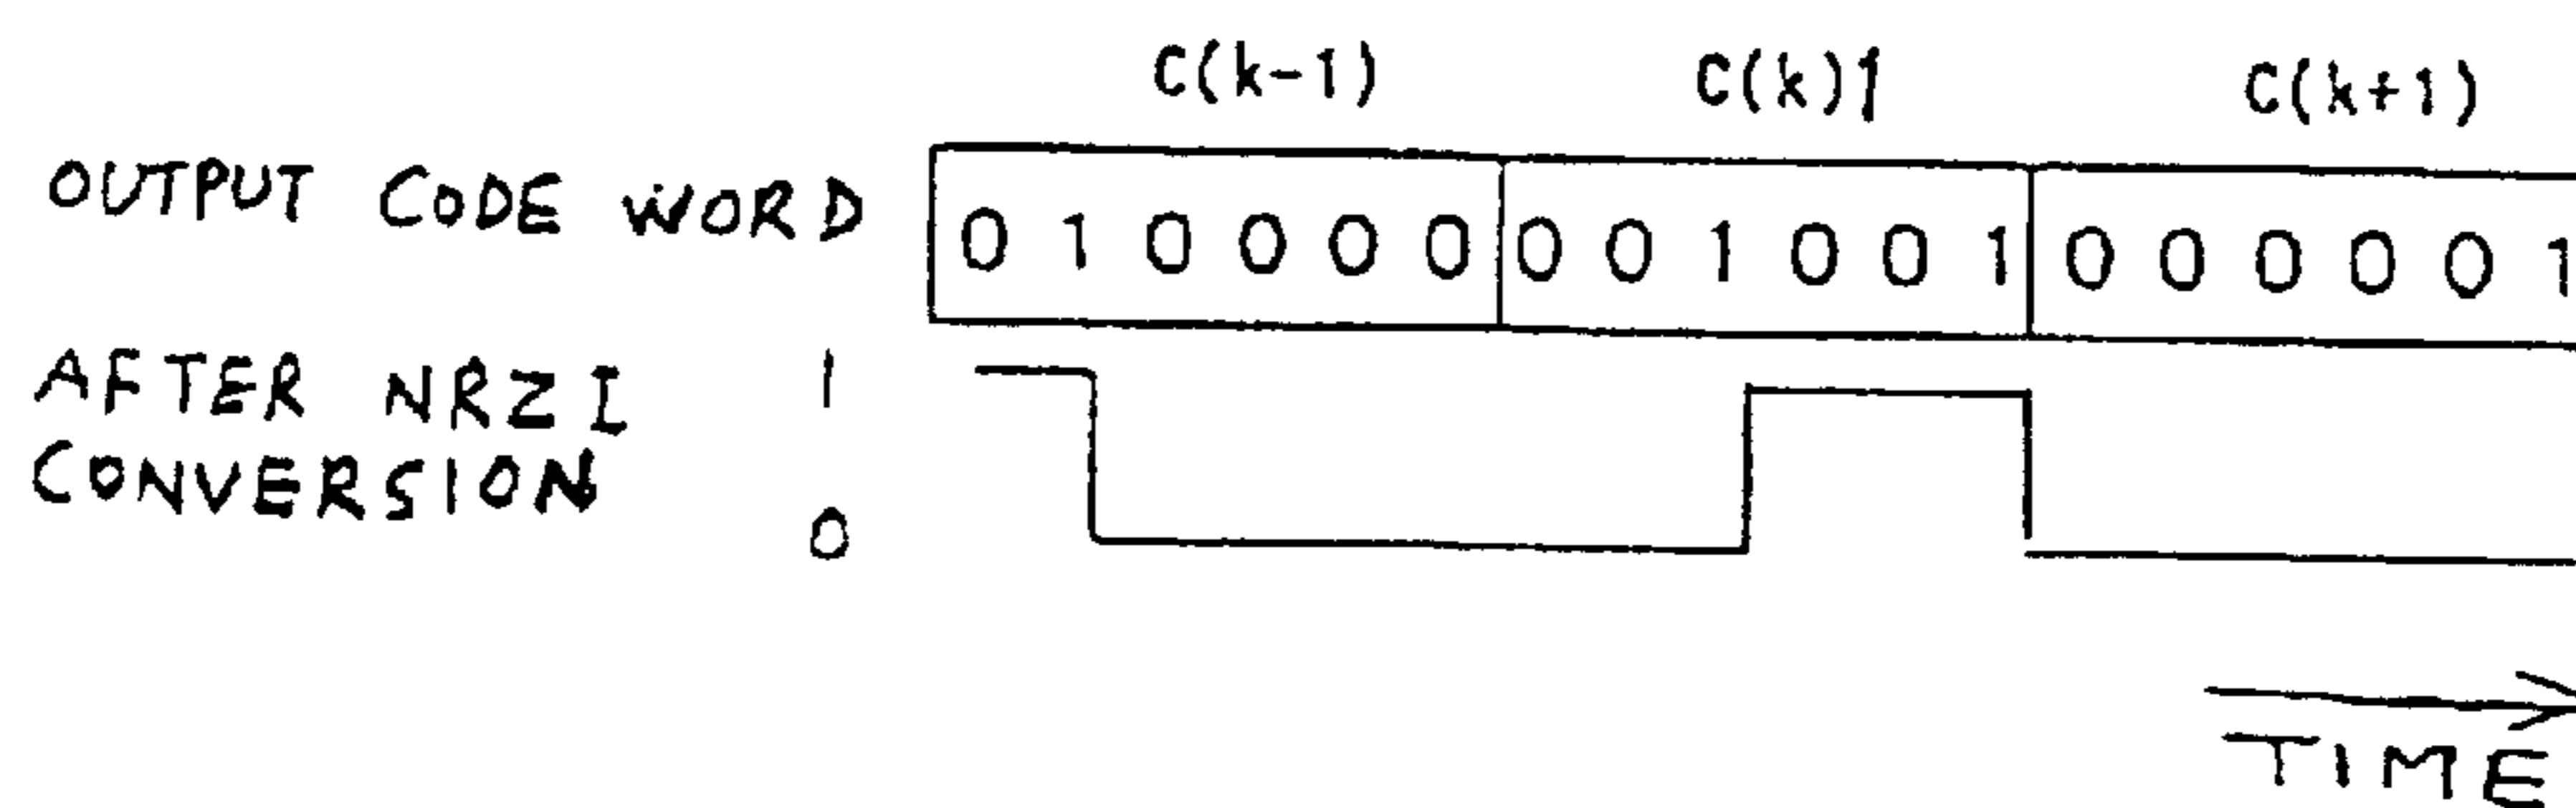 C(k-1) C(k)1 C(k+1)
OUTPUT CODE WORD 0 1 0 0 0 0 0 0 1 0 0 1 0 0 0 0 0 1
AFTER NRZI 1
CONVERSION
0
TIME